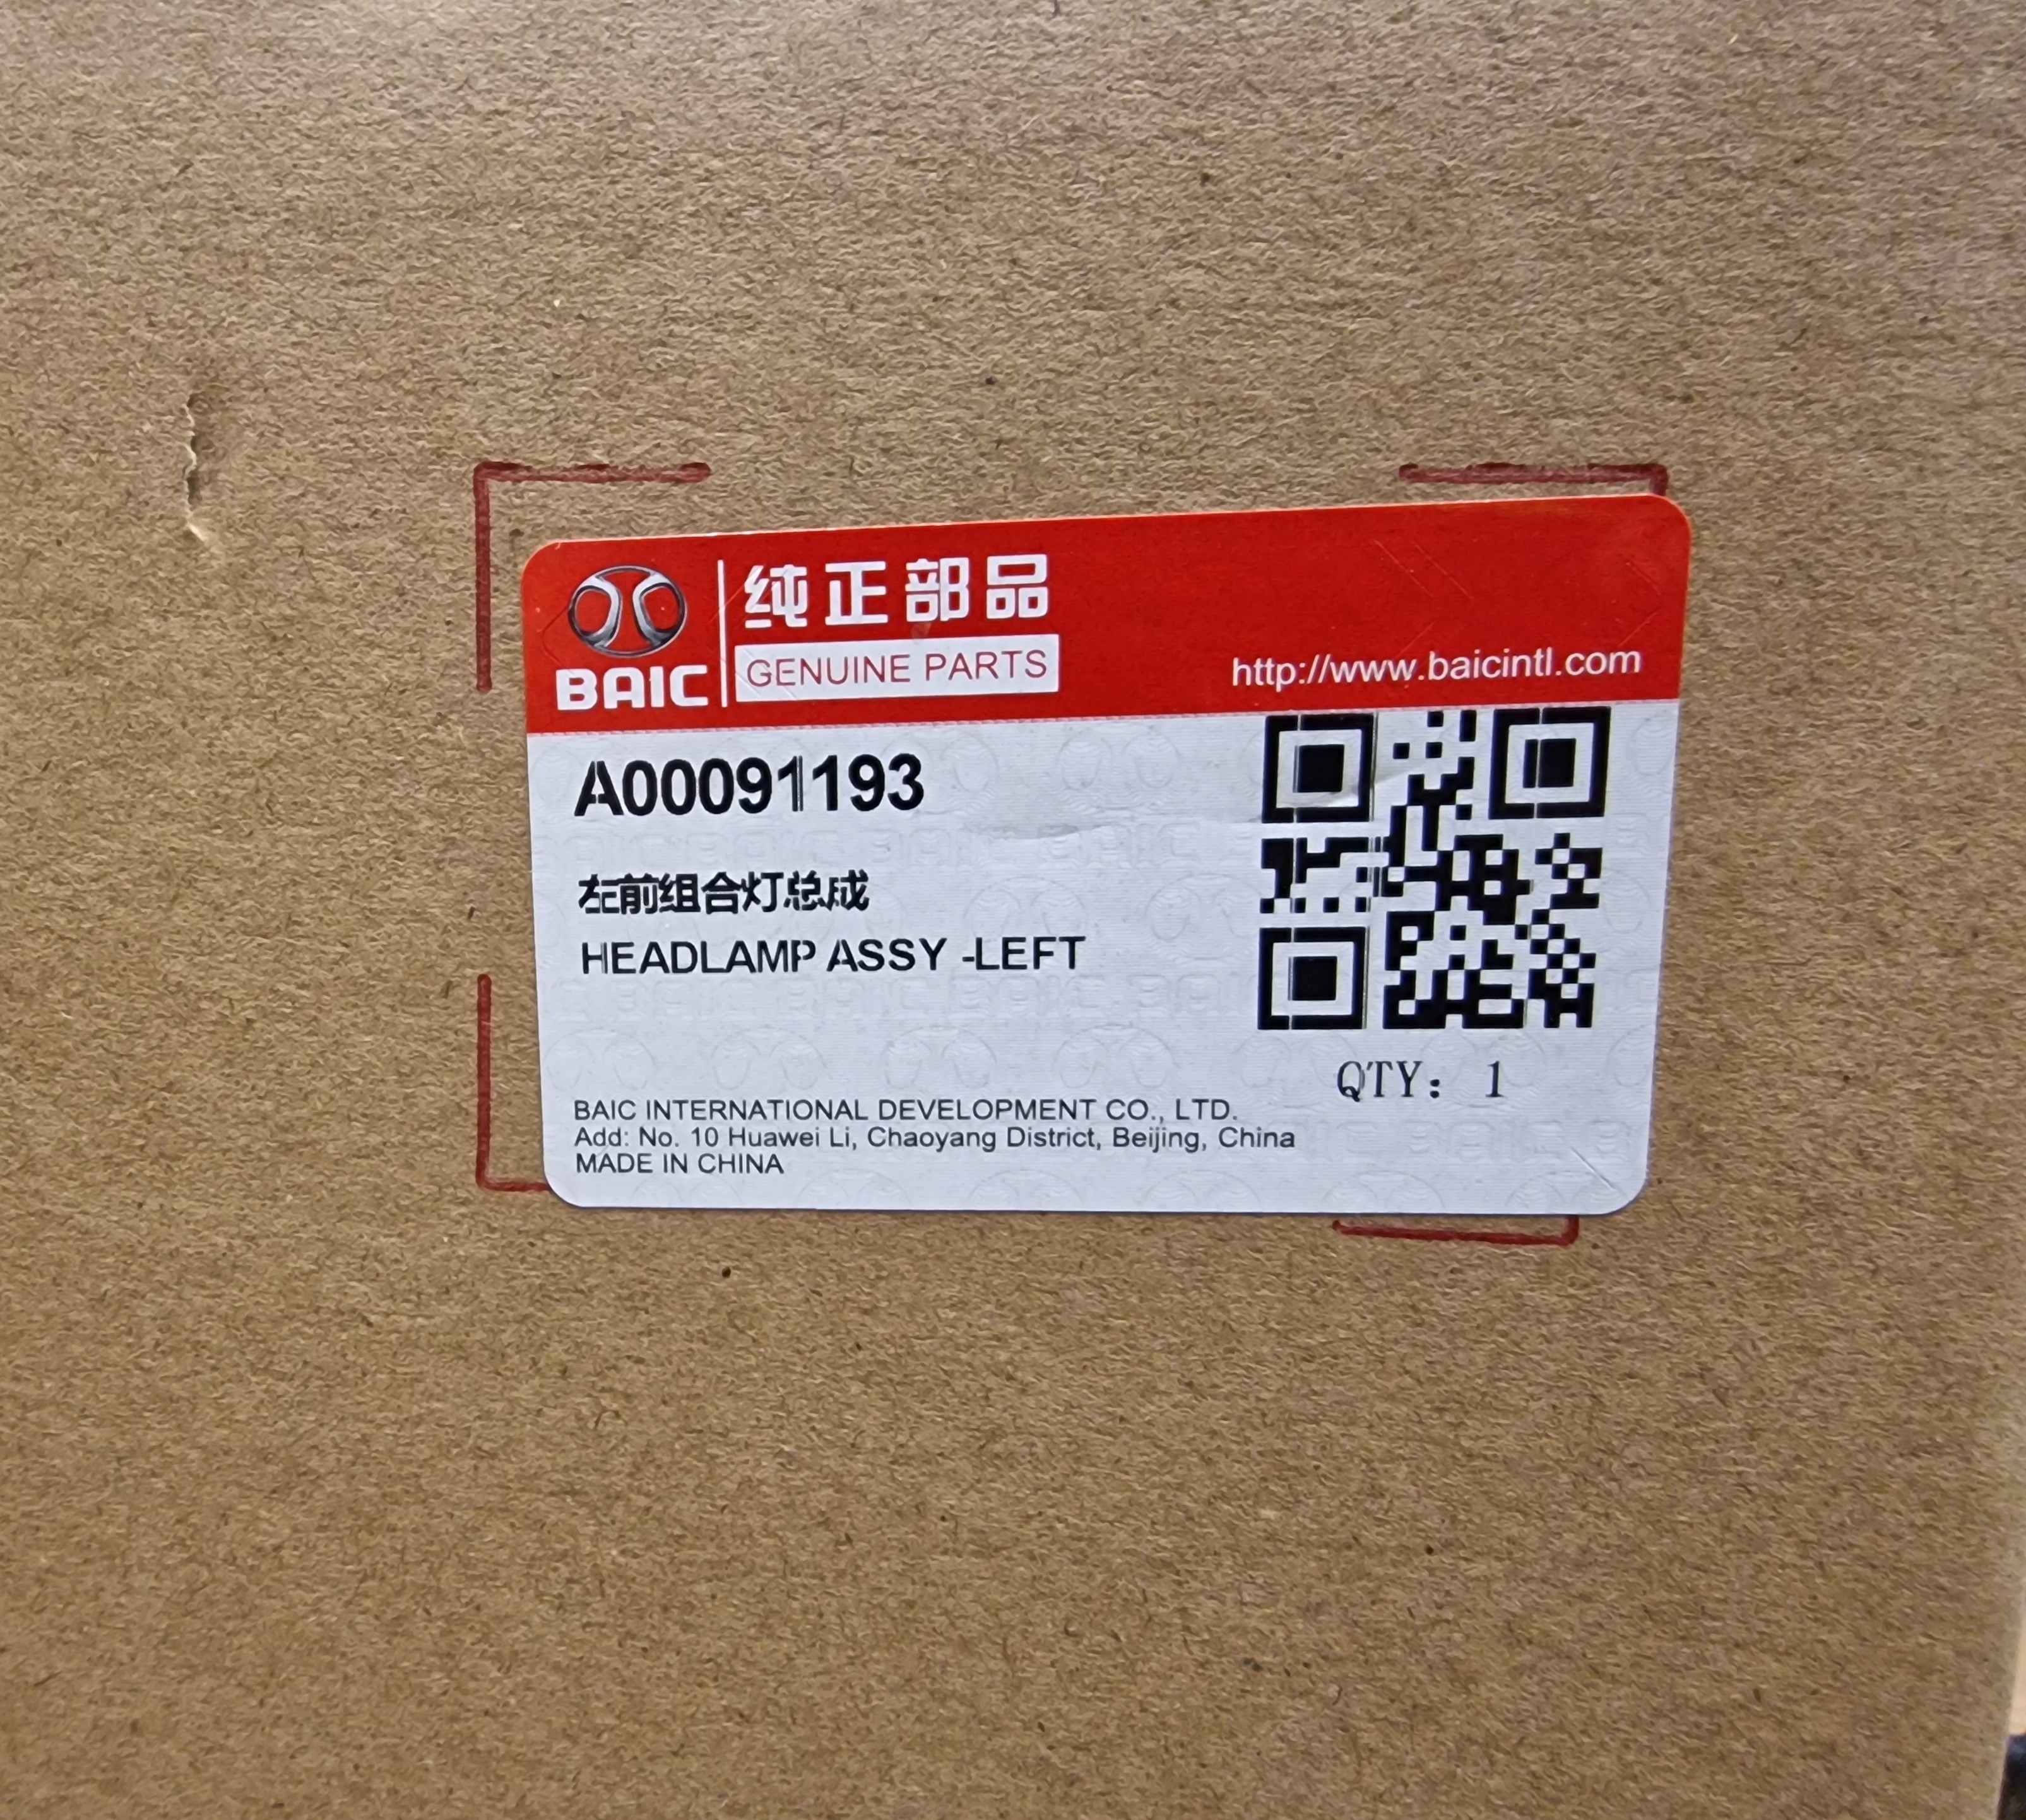 纯正部品
BAIC
GENUINE PARTS
http://www.baicintl.com
A00091193
左前组合灯总成
HEADLAMP ASSY -LEFT
QTY: 1
BAIC INTERNATIONAL DEVELOPMENT CO., LTD.
Add: No. 10 Huawei Li, Chaoyang District, Beijing, China
MADE IN CHINA